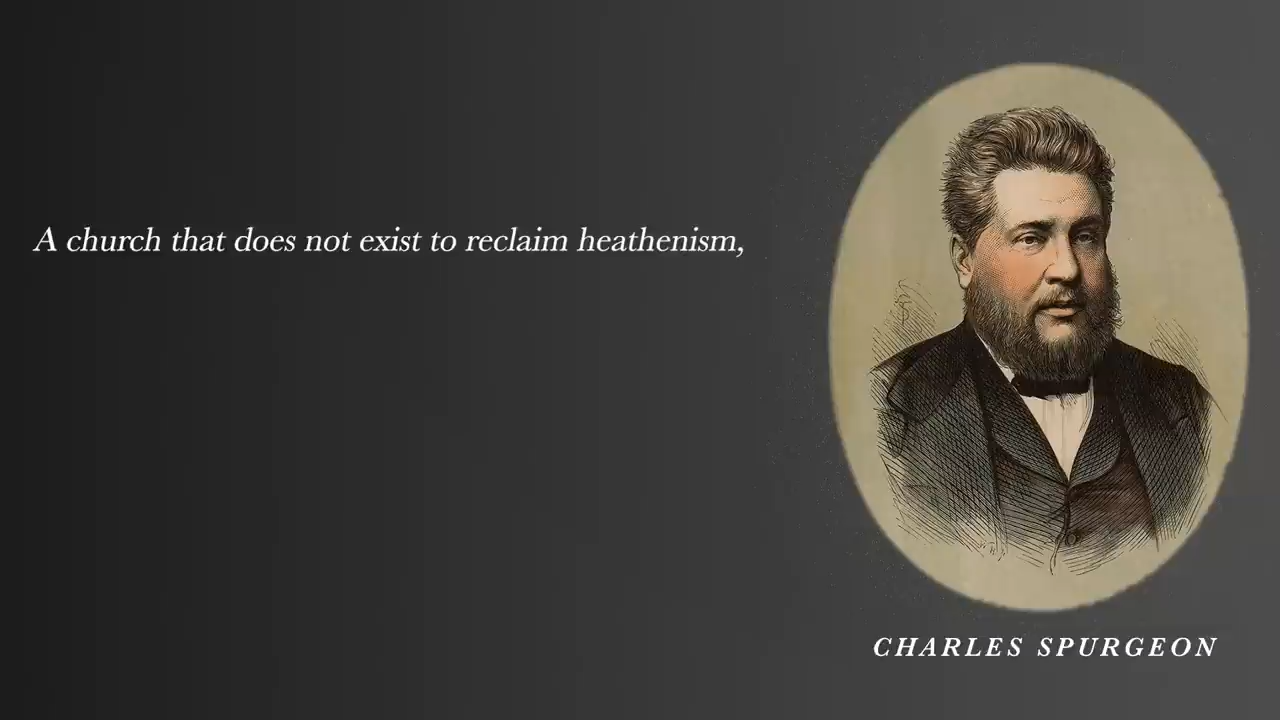 A church that does not exist to reclaim heathenism,
CHARLES SPURGEON